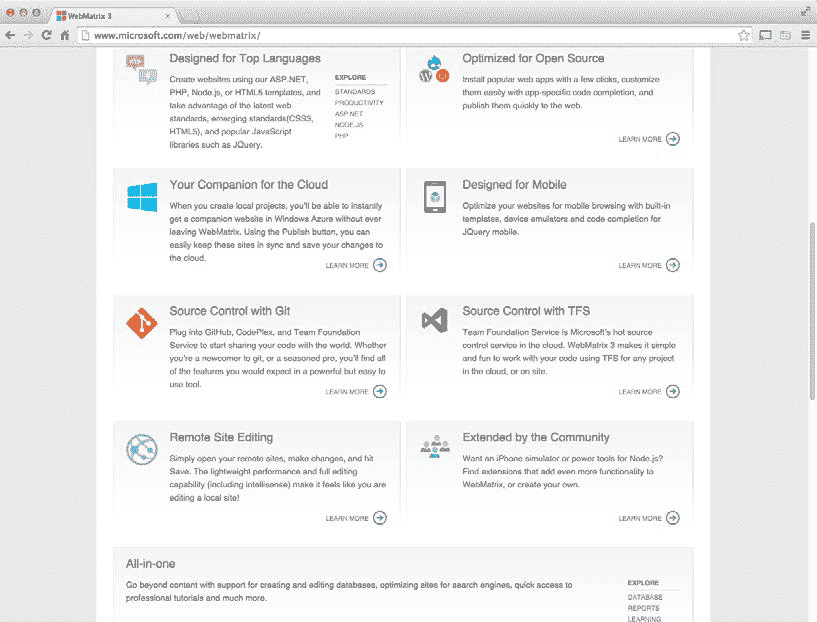 WebMatrix 3
www.microsoft.com/web/webmatrix/
Designed for Top Languages
Create websites using our ASP.NET,
PHP, Node.js, or HTML5 templates, and
take advantage of the latest web
standards, emerging standards(CSS3,
HTML5), and popular JavaScript
libraries such as JQuery.
EXPLORE
STANDARDS
PRODUCTIVITY
ASP.NET
NODE.JS
PHP
Optimized for Open Source
Install popular web apps with a few clicks, customize
them easily with app-specific code completion, and
publish them quickly to the web.
LEARN MORE
Your Companion for the Cloud
When you create local projects, you'll be able to instantly
get a companion website in Windows Azure without ever
leaving WebMatrix. Using the Publish button, you can
easily keep these sites in sync and save your changes to
the cloud.
LEARN MORE
Designed for Mobile
Optimize your websites for mobile browsing with built-in
templates, device emulators and code completion for
JQuery mobile.
LEARN MORE
Source Control with Git
Plug into GitHub, CodePlex, and Team Foundation
Service to start sharing your code with the world. Whether
you're a newcomer to git, or a seasoned pro, you'll find all
of the features you would expect in a powerful but easy to
use tool.
LEARN MORE
Source Control with TFS
Team Foundation Service is Microsoft's hot source
control service in the cloud. WebMatrix 3 makes it simple
and fun to work with your code using TFS for any project
in the cloud, or on site.
LEARN MORE
Remote Site Editing
Simply open your remote sites, make changes, and hit
Save. The lightweight performance and full editing
capability (including intellisense) make it feels like you are
editing a local site!
LEARN MORE
Extended by the Community
Want an iPhone simulator or power tools for Node.js?
Find extensions that add even more functionality to
WebMatrix, or create your own.
LEARN MORE
All-in-one
Go beyond content with support for creating and editing databases, optimizing sites for search engines, quick access to
professional tutorials and much more.
EXPLORE
DATABASE
REPORTS
LEARNING